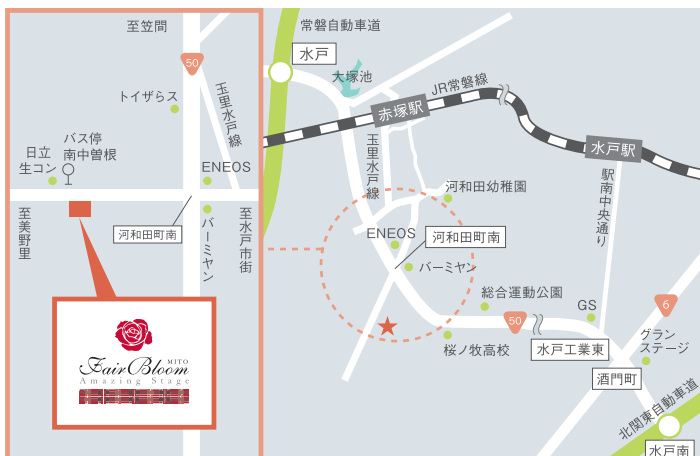 至笠間
50
トイザらス
玉里水戸線
日立
生コン
バス停
南中曽根
ENEOS
至美野里
河和田町南
バーミヤン
至水戸市街
MITO
Fair Bloom
Amazing Stage
常磐自動車道
水戸
大塚池
赤塚駅
JR常磐線
玉里水戸線
水戸駅
河和田幼稚園
駅南中央通り
ENEOS
河和田町南
バーミヤン
総合運動公園
50
GS
6
桜ノ牧高校
水戸工業東
グラン
ステージ
酒門町
北関東自動車道
水戸南